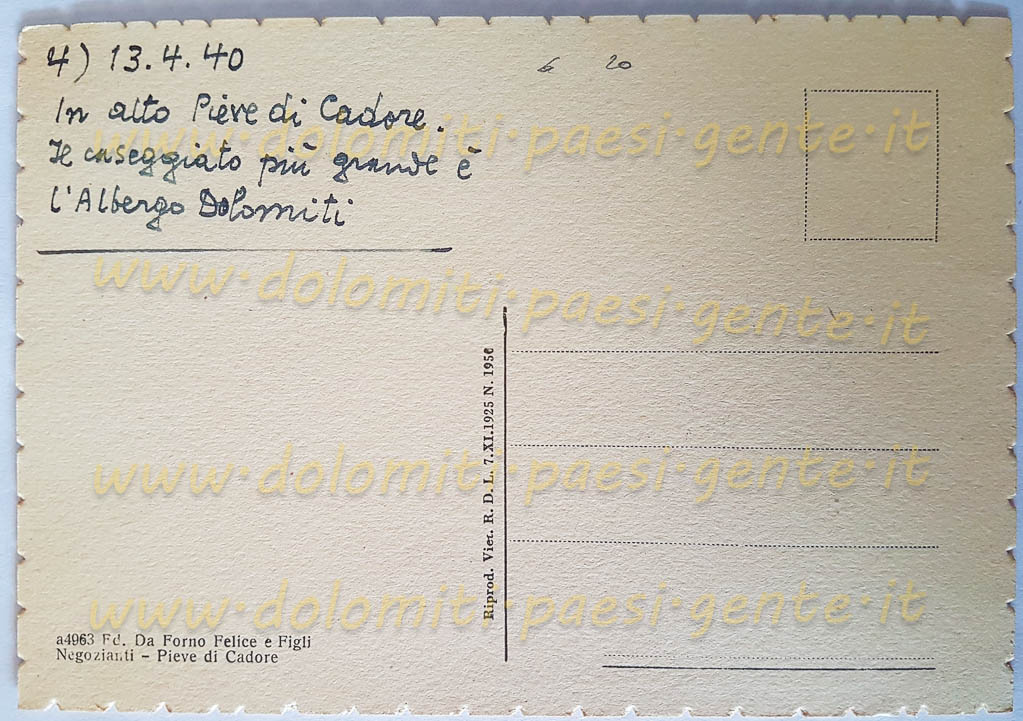 4) 13.4.40
6 20
In alto Pieve di Cadore.
Il caseggiato più grande è
l'Albergo Dolomiti
www.dolomiti-paesi-gente.it
www.dolomiti-paesi-gente.it
www.dolomiti-paesi-gente.it
www.dolomiti-paesi-gente.it
Riprod. Viet. R. D. L. 7.XI.1925 N. 1950
a4963 Ed. Da Forno Felice e Figli
Negozianti - Pieve di Cadore